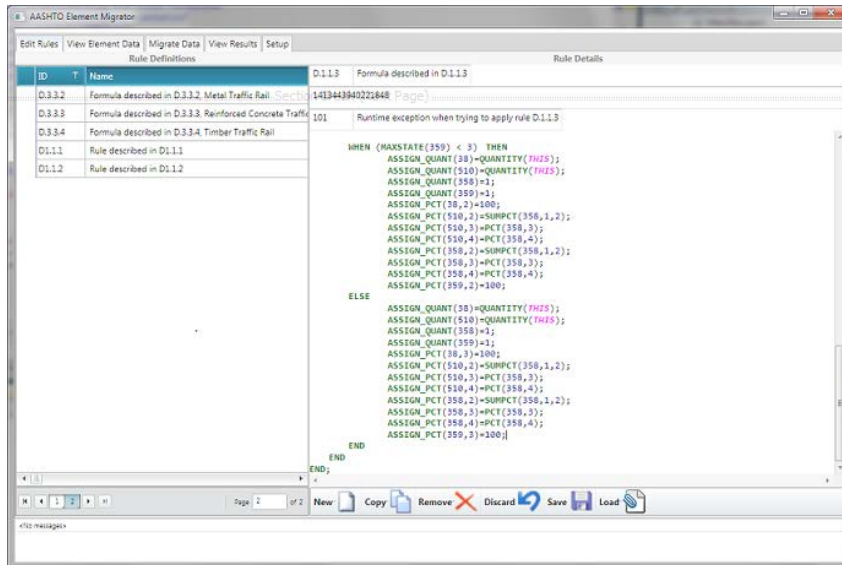 AASHTO Element Migrator
Edit Rules View Element Data Migrate Data View Results Setup
Rule Definitions
ID Name
D.3.3.2 Formula described in D.3.3.2, Metal Traffic Rail
D.3.3.3 Formula described in D.3.3.3, Reinforced Concrete Traffic
D.3.3.4 Formula described in D.3.3.4, Timber Traffic Rail
D1.1.1 Rule described in D1.1.1
D1.1.2 Rule described in D1.1.2
Page 2 of 2
1 2
Rule Details
D.1.1.3 Formula described in D.1.1.3
1413443940221848 Page)
101 Runtime exception when trying to apply rule D.1.1.3
WHEN (MAXSTATE(359) < 3) THEN
ASSIGN_QUANT(38)=QUANTITY(THIS);
ASSIGN_QUANT(510)=QUANTITY(THIS);
ASSIGN_QUANT(358)=1;
ASSIGN_QUANT(359)=1;
ASSIGN_PCT(38,2)=100;
ASSIGN_PCT(510,2)=SUMPCT(358,1,2);
ASSIGN_PCT(510,3)=PCT(358,3);
ASSIGN_PCT(510,4)=PCT(358,4);
ASSIGN_PCT(358,2)=SUMPCT(358,1,2);
ASSIGN_PCT(358,3)=PCT(358,3);
ASSIGN_PCT(358,4)=PCT(358,4);
ASSIGN_PCT(359,2)=100;
ELSE
ASSIGN_QUANT(38)=QUANTITY(THIS);
ASSIGN_QUANT(510)=QUANTITY(THIS);
ASSIGN_QUANT(358)=1;
ASSIGN_QUANT(359)=1;
ASSIGN_PCT(38,3)=100;
ASSIGN_PCT(510,2)=SUMPCT(358,1,2);
ASSIGN_PCT(510,3)=PCT(358,3);
ASSIGN_PCT(510,4)=PCT(358,4);
ASSIGN_PCT(358,2)=SUMPCT(358,1,2);
ASSIGN_PCT(358,3)=PCT(358,3);
ASSIGN_PCT(358,4)=PCT(358,4);
ASSIGN_PCT(359,3)=100;
END
END
END;
New Copy Remove Discard Save Load
<No messages>